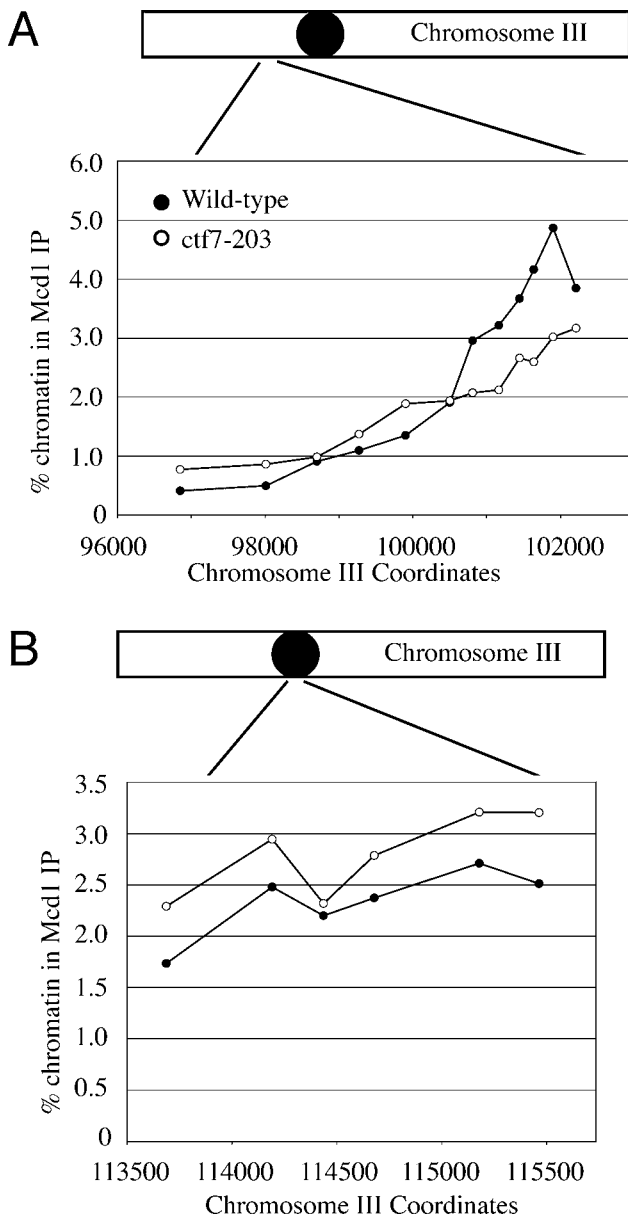 A
Chromosome III
6.0
5.0
4.0
3.0
2.0
1.0
0
% chromatin in Mcd1 IP
Wild-type
ctf7-203
96000 98000 100000 102000
Chromosome III Coordinates
B
Chromosome III
3.5
3.0
2.5
2.0
1.5
1.0
0.5
0
% chromatin in Mcd1 IP
113500 114000 114500 115000 115500
Chromosome III Coordinates